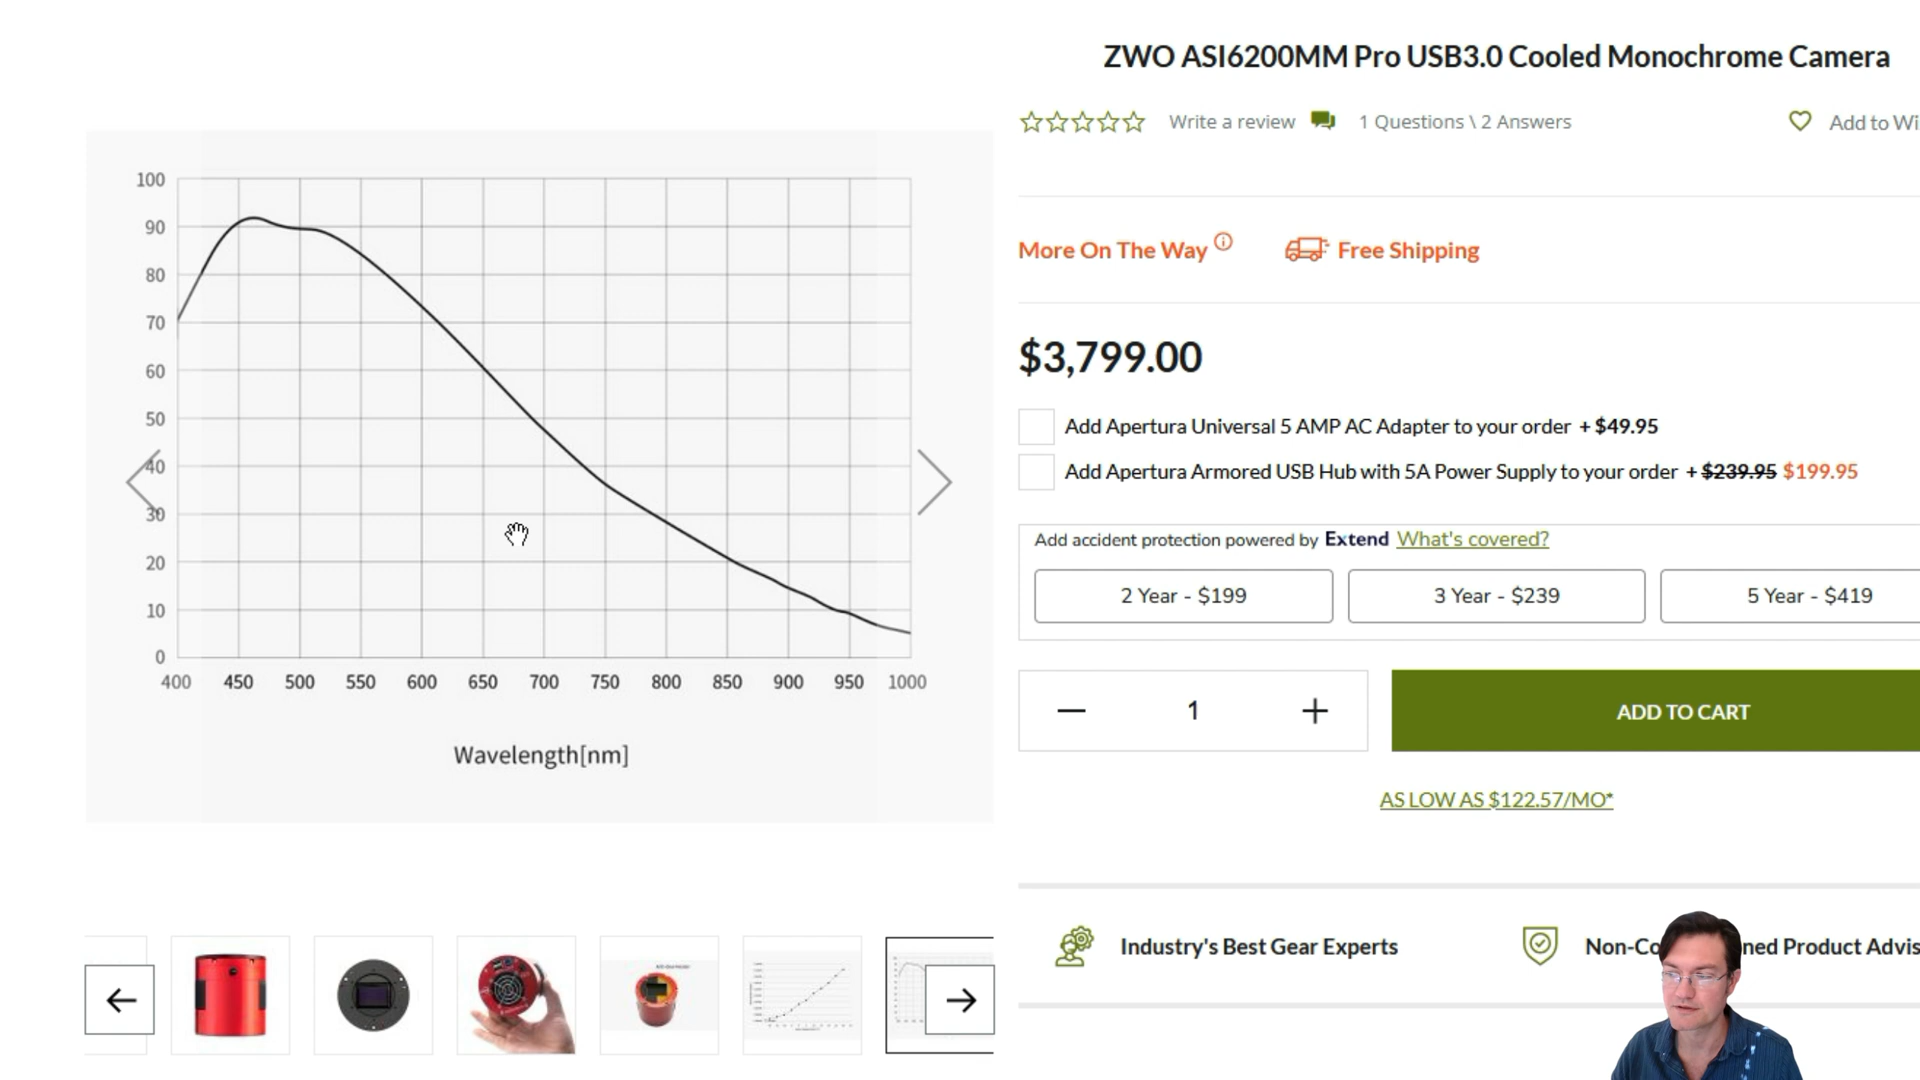 ZWO ASI6200MM Pro USB3.0 Cooled Monochrome Camera
Write a review
1 Questions \ 2 Answers
Add to Wi
More On The Way
Free Shipping
$3,799.00
Add Apertura Universal 5 AMP AC Adapter to your order + $49.95
Add Apertura Armored USB Hub with 5A Power Supply to your order + $239.95 $199.95
Add accident protection powered by Extend What's covered?
2 Year - $199
3 Year - $239
5 Year - $419
1
ADD TO CART
AS LOW AS $122.57/MO*
Industry's Best Gear Experts
Non-Co ned Product Advis
100
90
80
70
60
50
40
30
20
10
0
400 450 500 550 600 650 700 750 800 850 900 950 1000
Wavelength[nm]